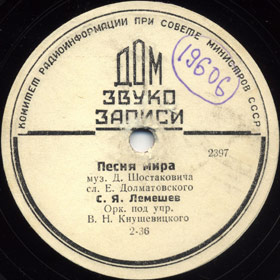 КОМИТЕТ РАДИОИНФОРМАЦИИ ПРИ СОВЕТЕ МИНИСТРОВ СССР
ДОМ
ЗВУКО
ЗАПИСИ
19606
2397
Песня мира
муз. Д. Шостаковича
сл. Е. Долматовского
С. Я. Лемешев
Орк. под упр.
В. Н. Кнушевицкого
2-36